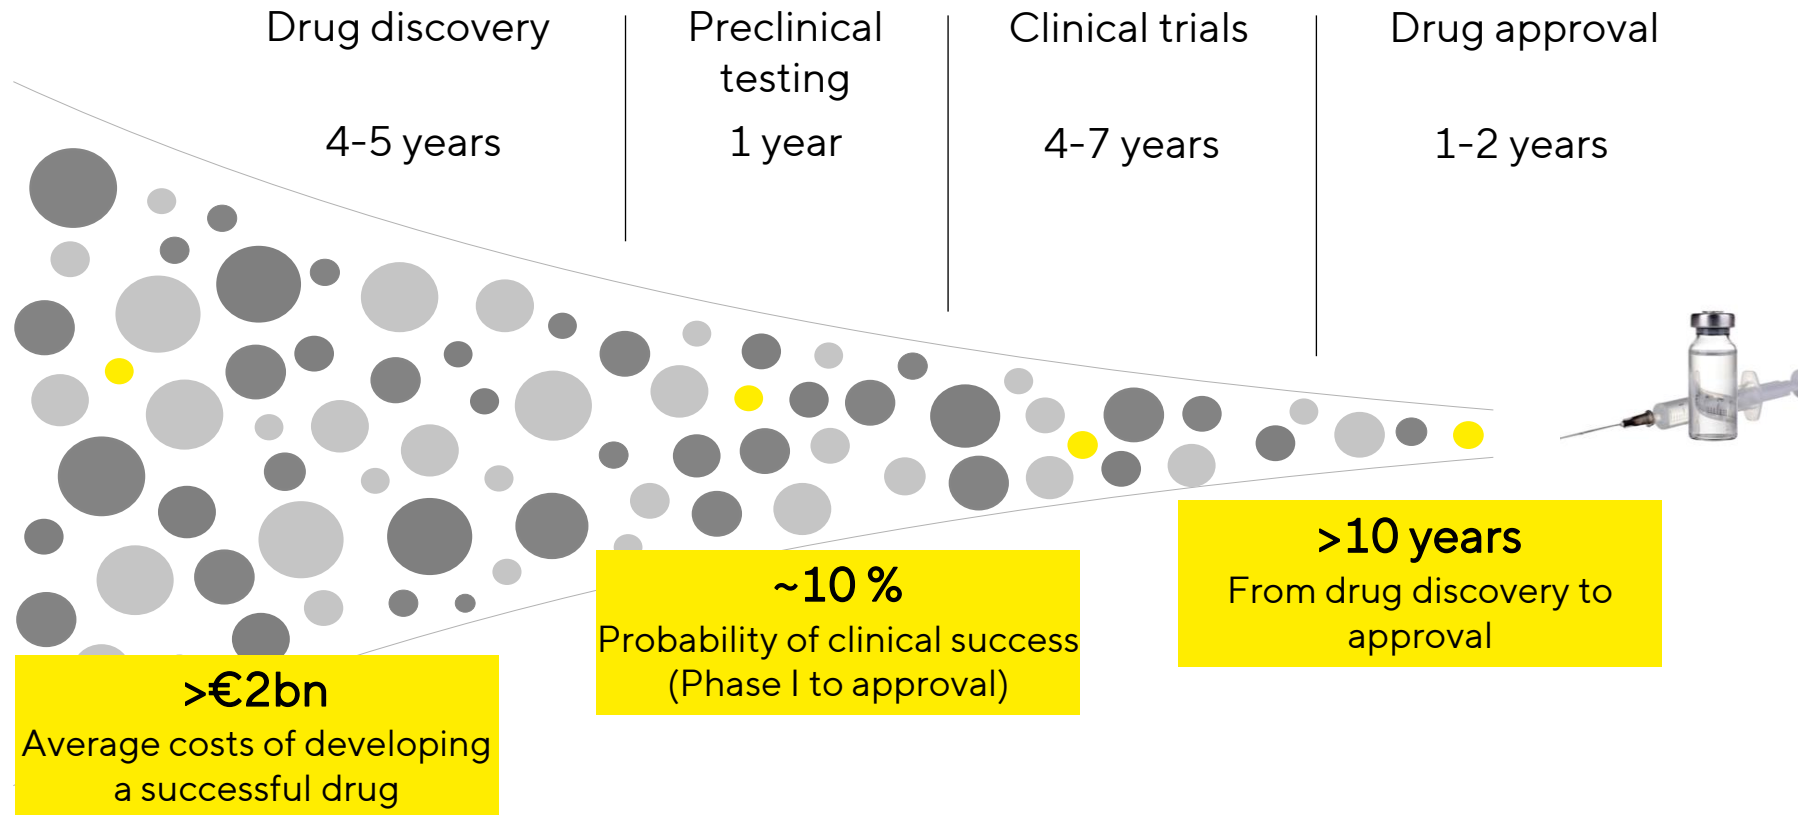 Drug discovery
4-5 years
Preclinical
testing
1 year
Clinical trials
4-7 years
Drug approval
1-2 years
>€2bn
Average costs of developing
a successful drug
~10 %
Probability of clinical success
(Phase I to approval)
>10 years
From drug discovery to
approval